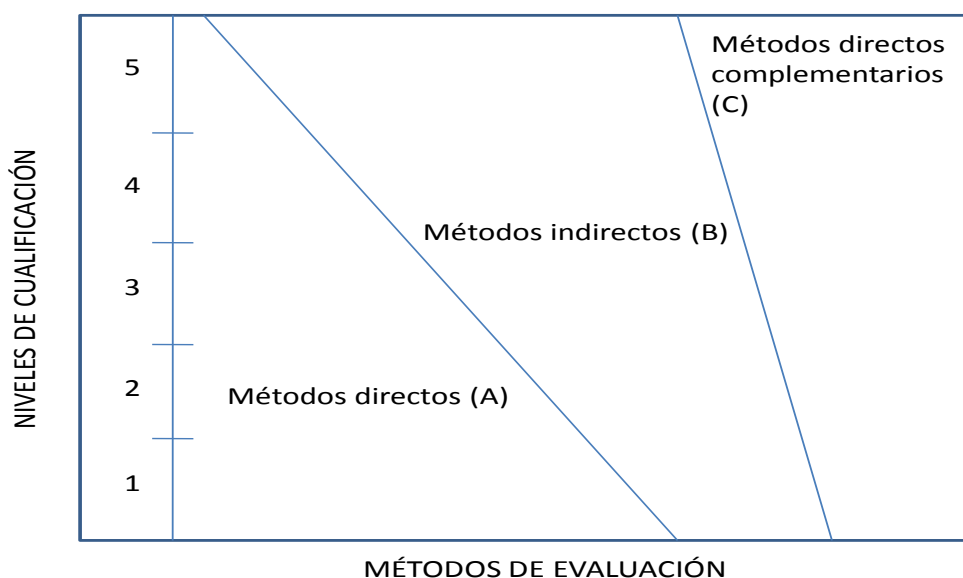 NIVELES DE CUALIFICACIÓN
5
4
3
2
1
Métodos directos
complementarios
(C)
Métodos indirectos (B)
Métodos directos (A)
MÉTODOS DE EVALUACIÓN